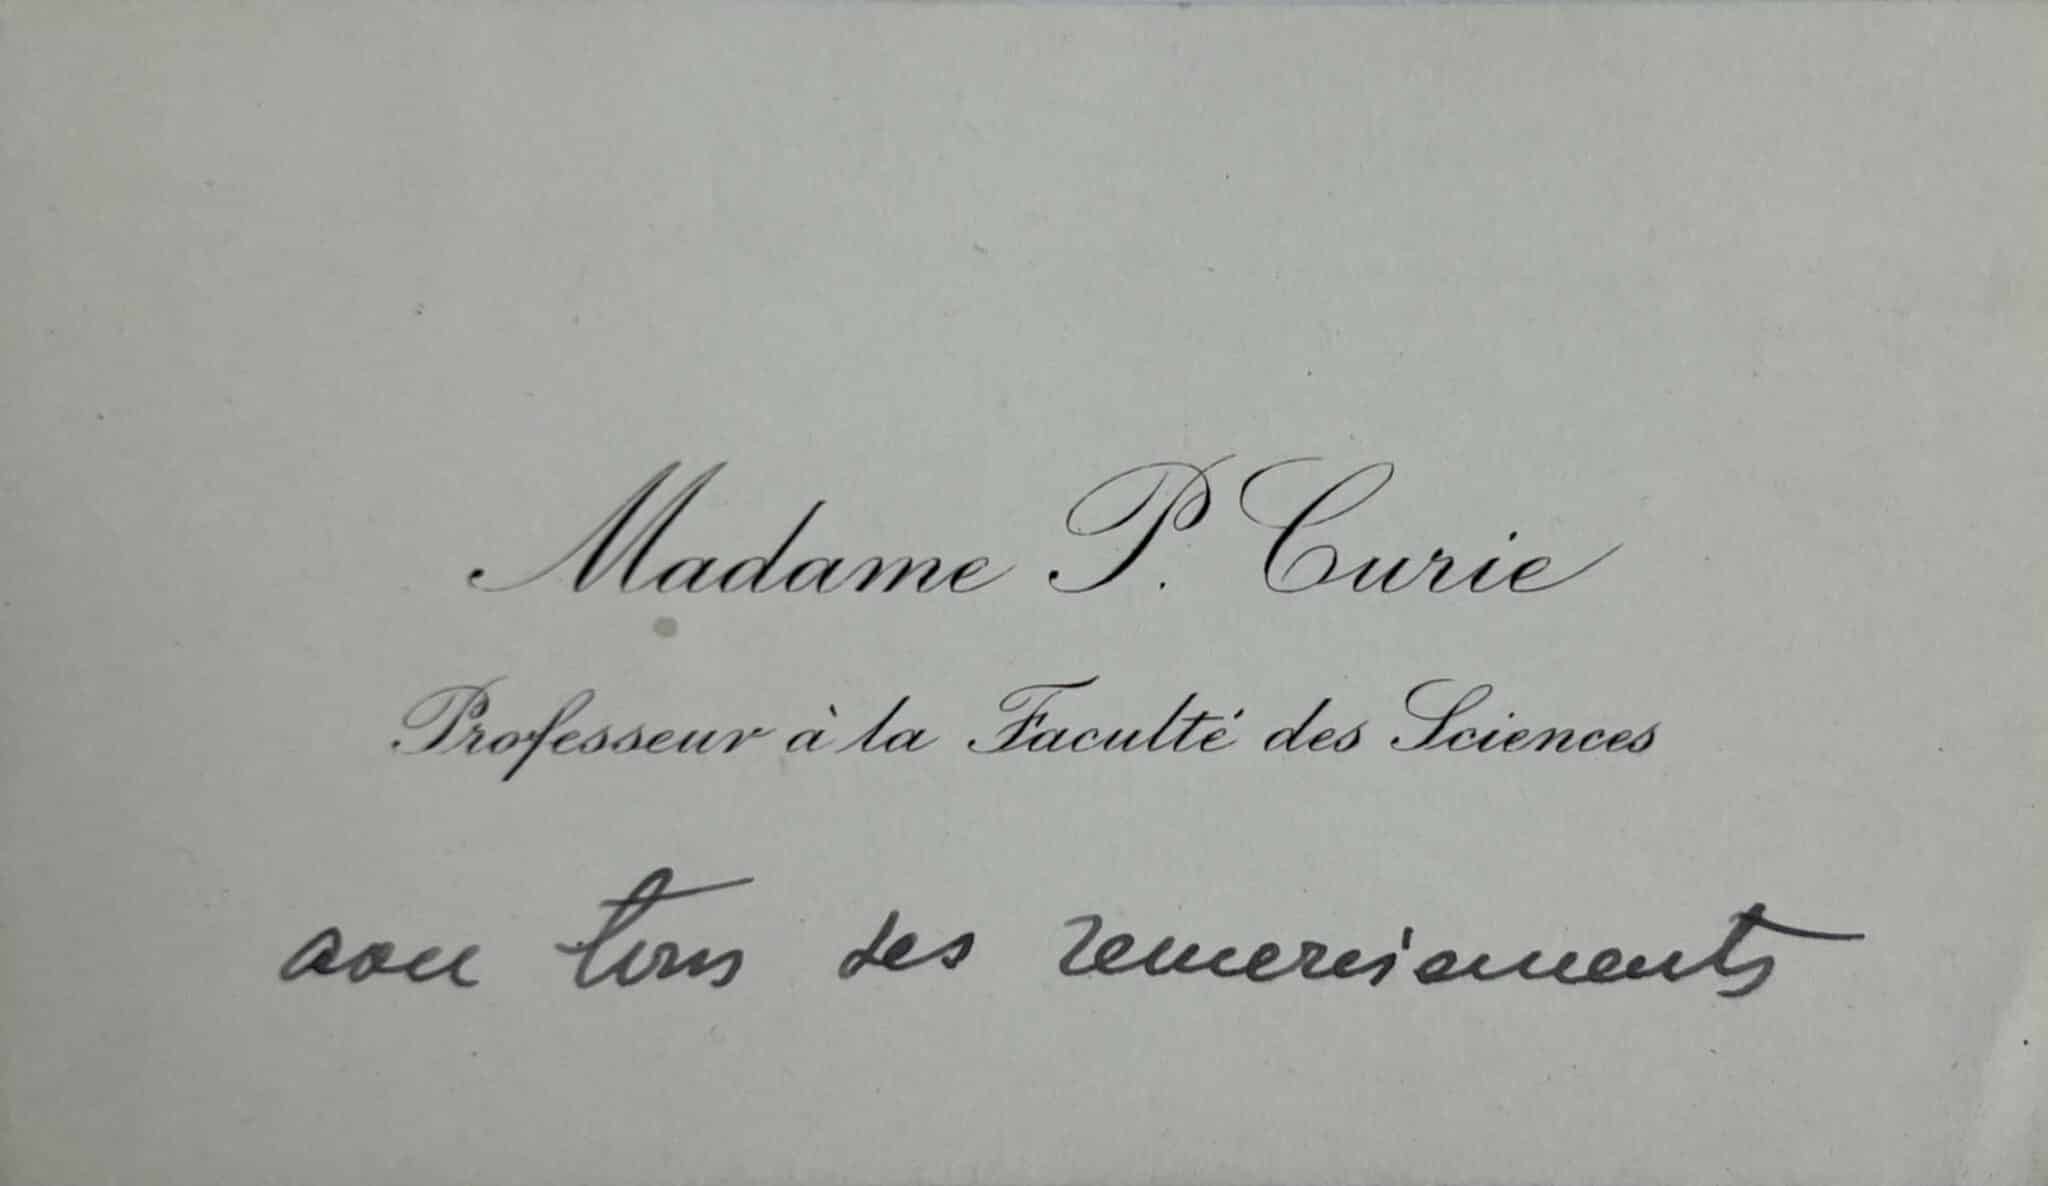 Madame P. Curie
Professeur à la Faculté des Sciences
avec tous ses remerciements